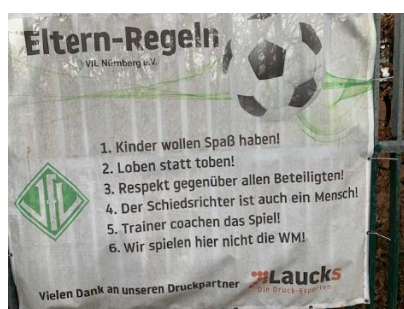 Eltern-Regeln
VfL Nürnberg e.V.
1. Kinder wollen Spaß haben!
2. Loben statt toben!
3. Respekt gegenüber allen Beteiligten!
4. Der Schiedsrichter ist auch ein Mensch!
5. Trainer coachen das Spiel!
6. Wir spielen hier nicht die WM!
VfL
Vielen Dank an unseren Druckpartner
Laucks
Die Druck-Experten